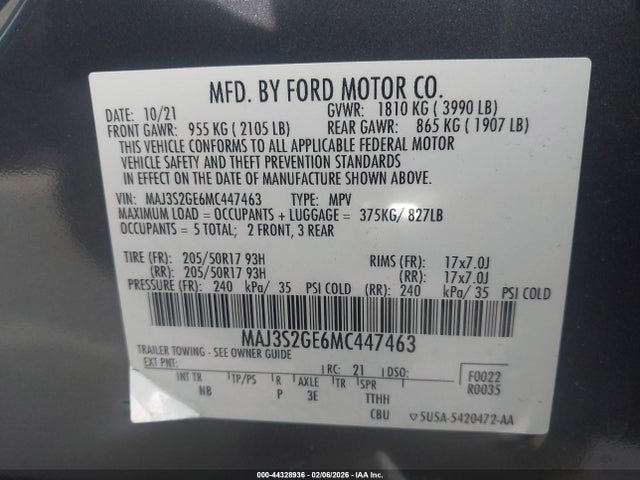 MFD. BY FORD MOTOR CO.
DATE: 10/21 GVWR: 1810 KG ( 3990 LB)
FRONT GAWR: 955 KG ( 2105 LB) REAR GAWR: 865 KG ( 1907 LB)
THIS VEHICLE CONFORMS TO ALL APPLICABLE FEDERAL MOTOR
VEHICLE SAFETY AND THEFT PREVENTION STANDARDS
IN EFFECT ON THE DATE OF MANUFACTURE SHOWN ABOVE.
VIN: MAJ3S2GE6MC447463 TYPE: MPV
MAXIMUM LOAD = OCCUPANTS + LUGGAGE = 375KG/ 827LB
OCCUPANTS = 5 TOTAL; 2 FRONT, 3 REAR
TIRE (FR): 205/50R17 93H RIMS (FR): 17x7.0J
(RR): 205/50R17 93H (RR): 17x7.0J
PRESSURE (FR): 240 kPa/ 35 PSI COLD (RR): 240 kPa/ 35 PSI COLD
MAJ3S2GE6MC447463
TRAILER TOWING - SEE OWNER GUIDE
EXT PNT: RC: 21 DSO: F0022
INT TR TP/PS R AXLE TR SPR R0035
NB P 3E TTHH
CBU SU5A-5420472-AA
000-44328936 - 02/06/2026 - IAA Inc.